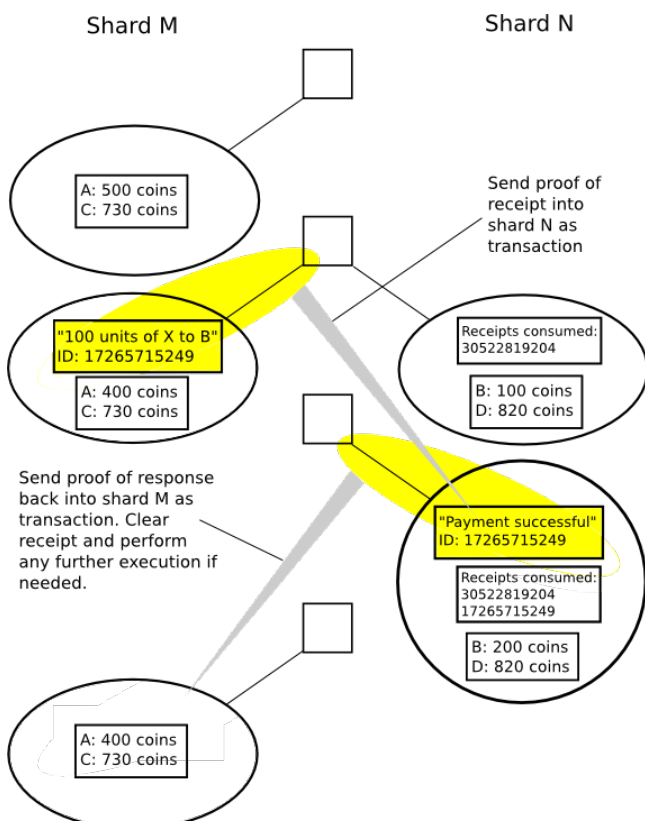 Shard M
Shard N
A: 500 coins
C: 730 coins
Send proof of
receipt into
shard N as
transaction
"100 units of X to B"
ID: 17265715249
A: 400 coins
C: 730 coins
Receipts consumed:
30522819204
B: 100 coins
D: 820 coins
Send proof of response
back into shard M as
transaction. Clear
receipt and perform
any further execution if
needed.
"Payment successful"
ID: 17265715249
Receipts consumed:
30522819204
17265715249
B: 200 coins
D: 820 coins
A: 400 coins
C: 730 coins